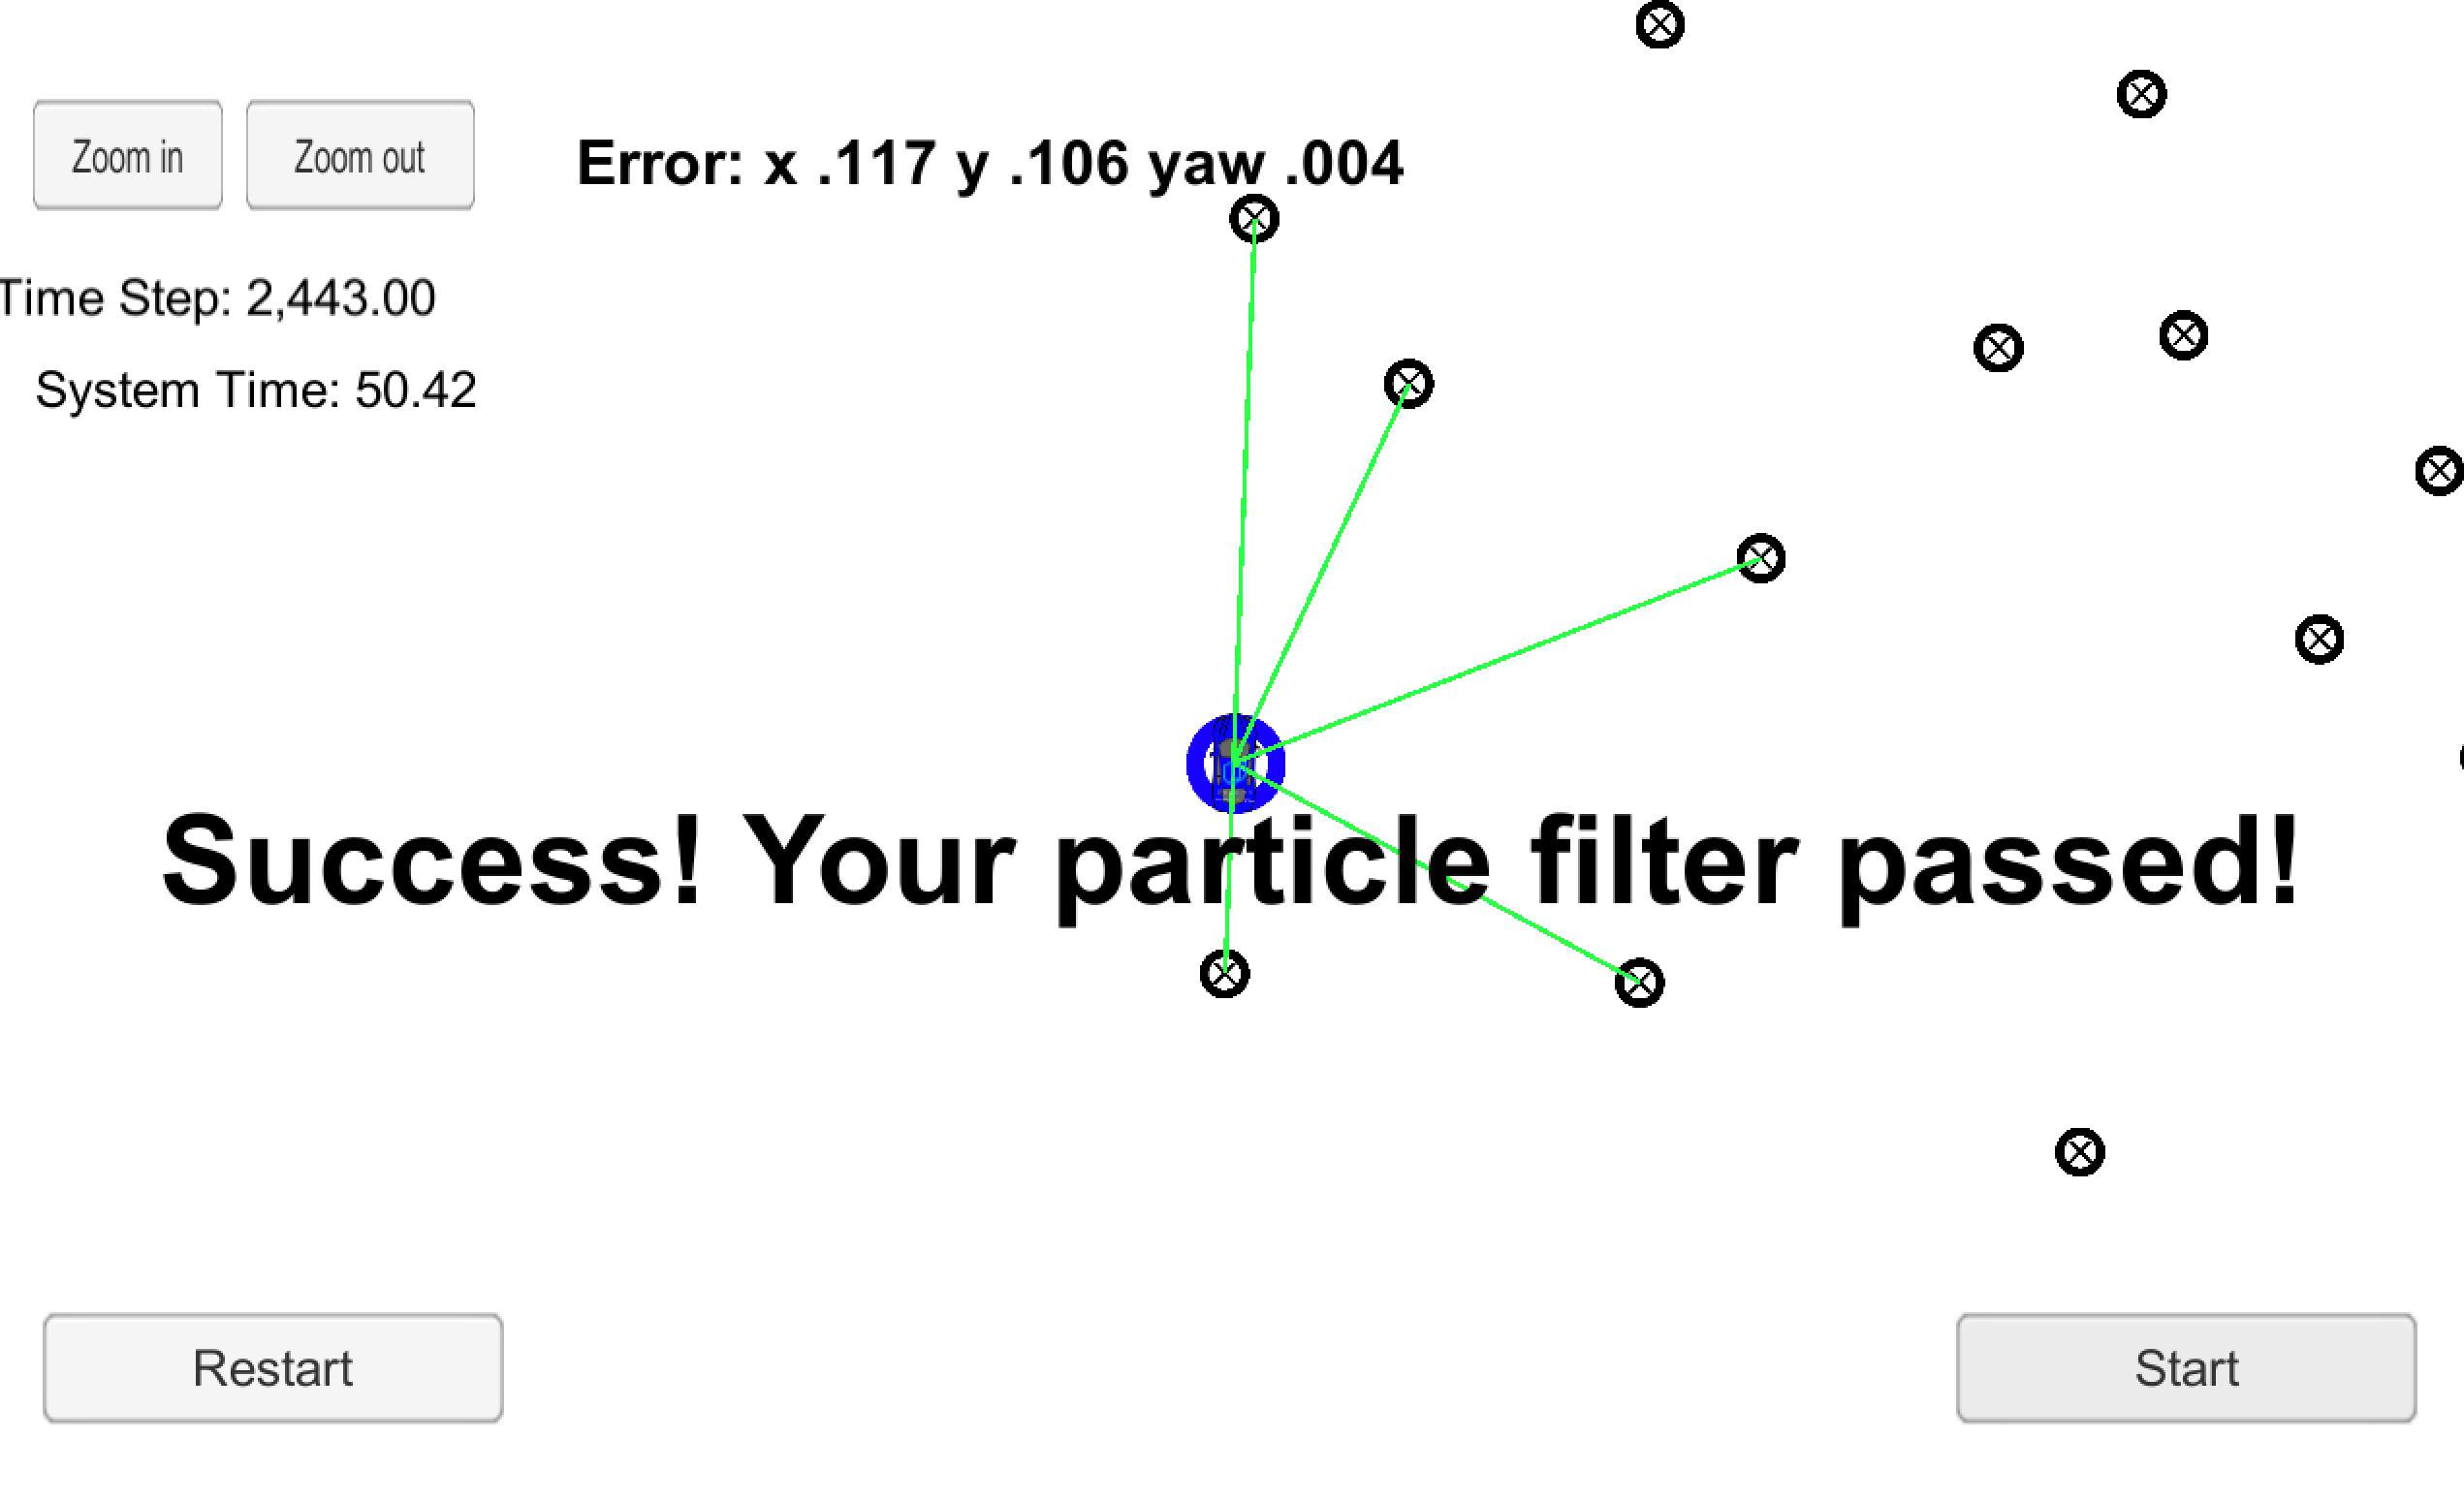 Zoom in
Zoom out
Error: x .117 y .106 yaw .004
Time Step: 2,443.00
System Time: 50.42
Success! Your particle filter passed!
Restart
Start